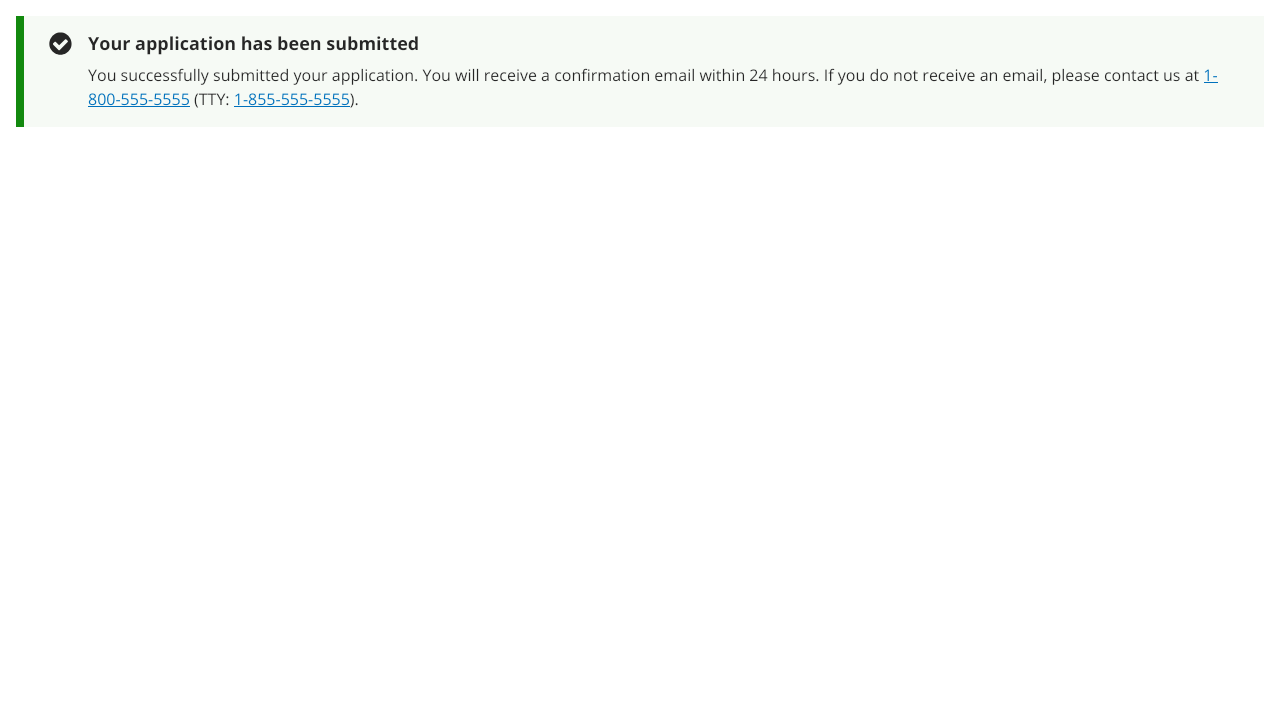 Your application has been submitted
You successfully submitted your application. You will receive a confirmation email within 24 hours. If you do not receive an email, please contact us at 1-
800-555-5555 (TTY: 1-855-555-5555).